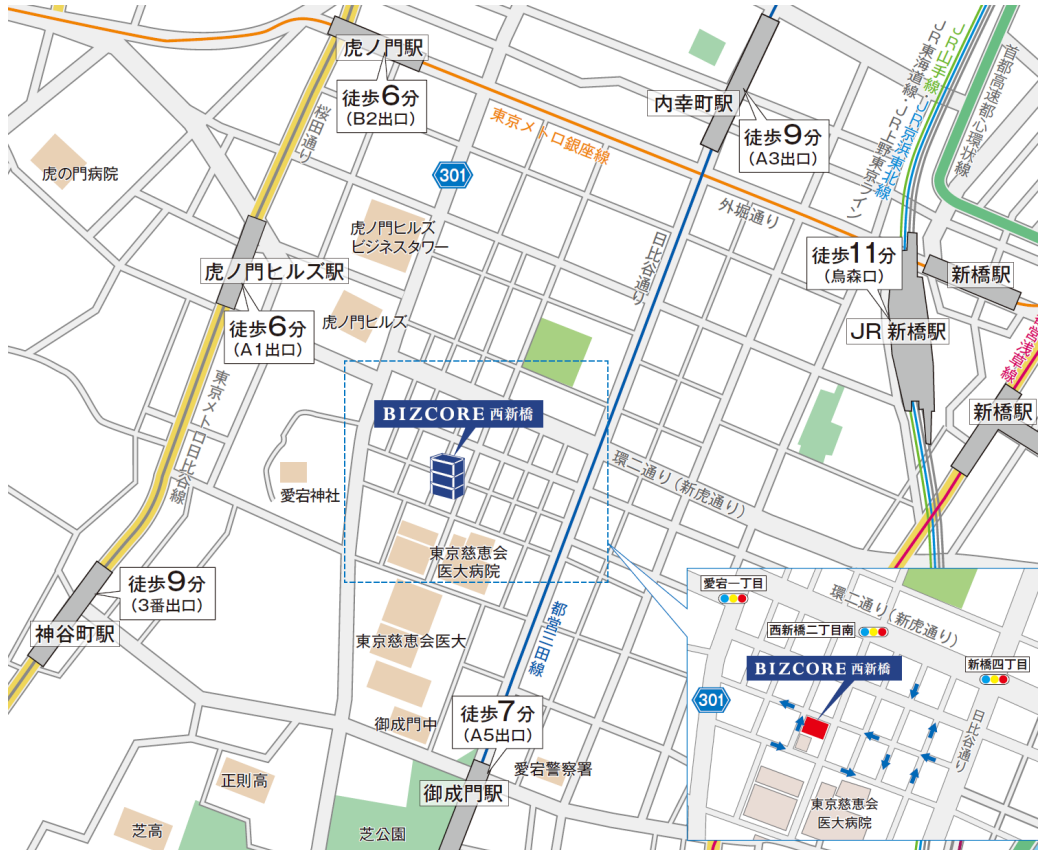 虎ノ門駅
徒歩6分
(B2出口)
桜田通り
301
東京メトロ銀座線
内幸町駅
徒歩9分
(A3出口)
JR山手線・JR京浜東北線
JR東海道線・JR上野東京ライン
首都高速都心環状線
虎の門病院
虎ノ門ヒルズ
ビジネスタワー
外堀通り
日比谷通り
虎ノ門ヒルズ駅
徒歩6分
(A1出口)
虎ノ門ヒルズ
徒歩11分
(烏森口)
新橋駅
JR 新橋駅
都営浅草線
新橋駅
東京メトロ日比谷線
BIZCORE 西新橋
環二通り(新虎通り)
愛宕神社
東京慈恵会
医大病院
徒歩9分
(3番出口)
神谷町駅
東京慈恵会医大
都営三田線
御成門中
徒歩7分
(A5出口)
御成門駅
愛宕警察署
正則高
芝高
芝公園
愛宕一丁目
環二通り(新虎通り)
西新橋二丁目南
BIZCORE 西新橋
新橋四丁目
301
日比谷通り
東京慈恵会
医大病院